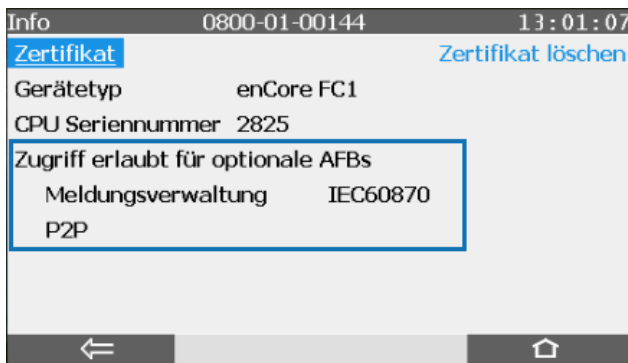 Info 0800-01-00144 13:01:07
Zertifikat Zertifikat löschen
Gerätetyp enCore FC1
CPU Seriennummer 2825
Zugriff erlaubt für optionale AFBs
Meldungsverwaltung IEC60870
P2P